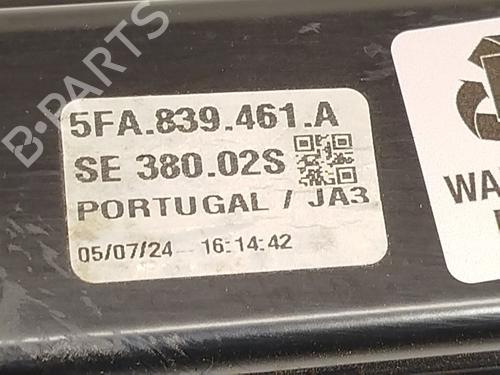 B-PARTS
5FA.839.461.A
SE 380.02S
PORTUGAL / JA3
05/07/24 16:14:42
WA